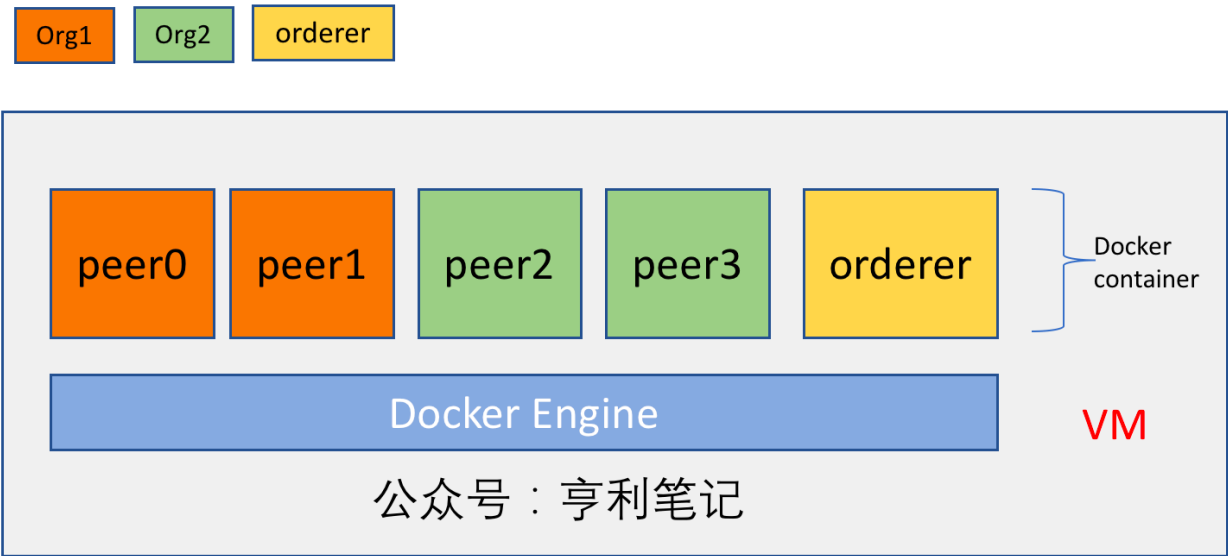 Org1 Org2 orderer
peer0 peer1 peer2 peer3 orderer
Docker
container
Docker Engine
VM
公众号：亨利笔记